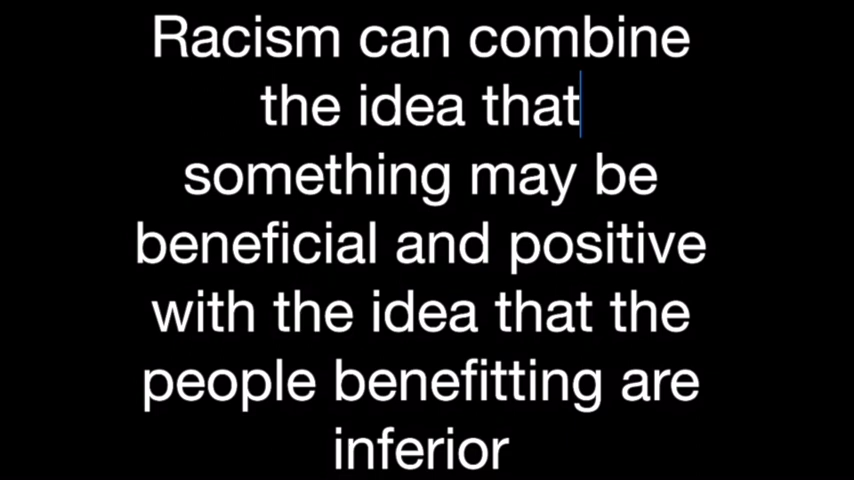 Racism can combine
the idea that
something may be
beneficial and positive
with the idea that the
people benefitting are
inferior